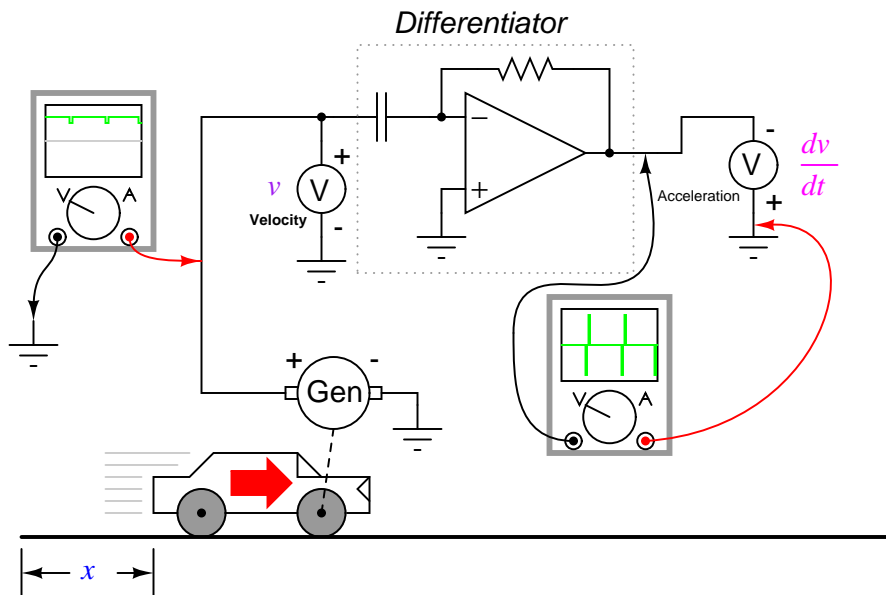 Differentiator
V A
+
−
v
V
Velocity
-
+
-
V
+
dv
dt
Acceleration
+ -
Gen
V A
x